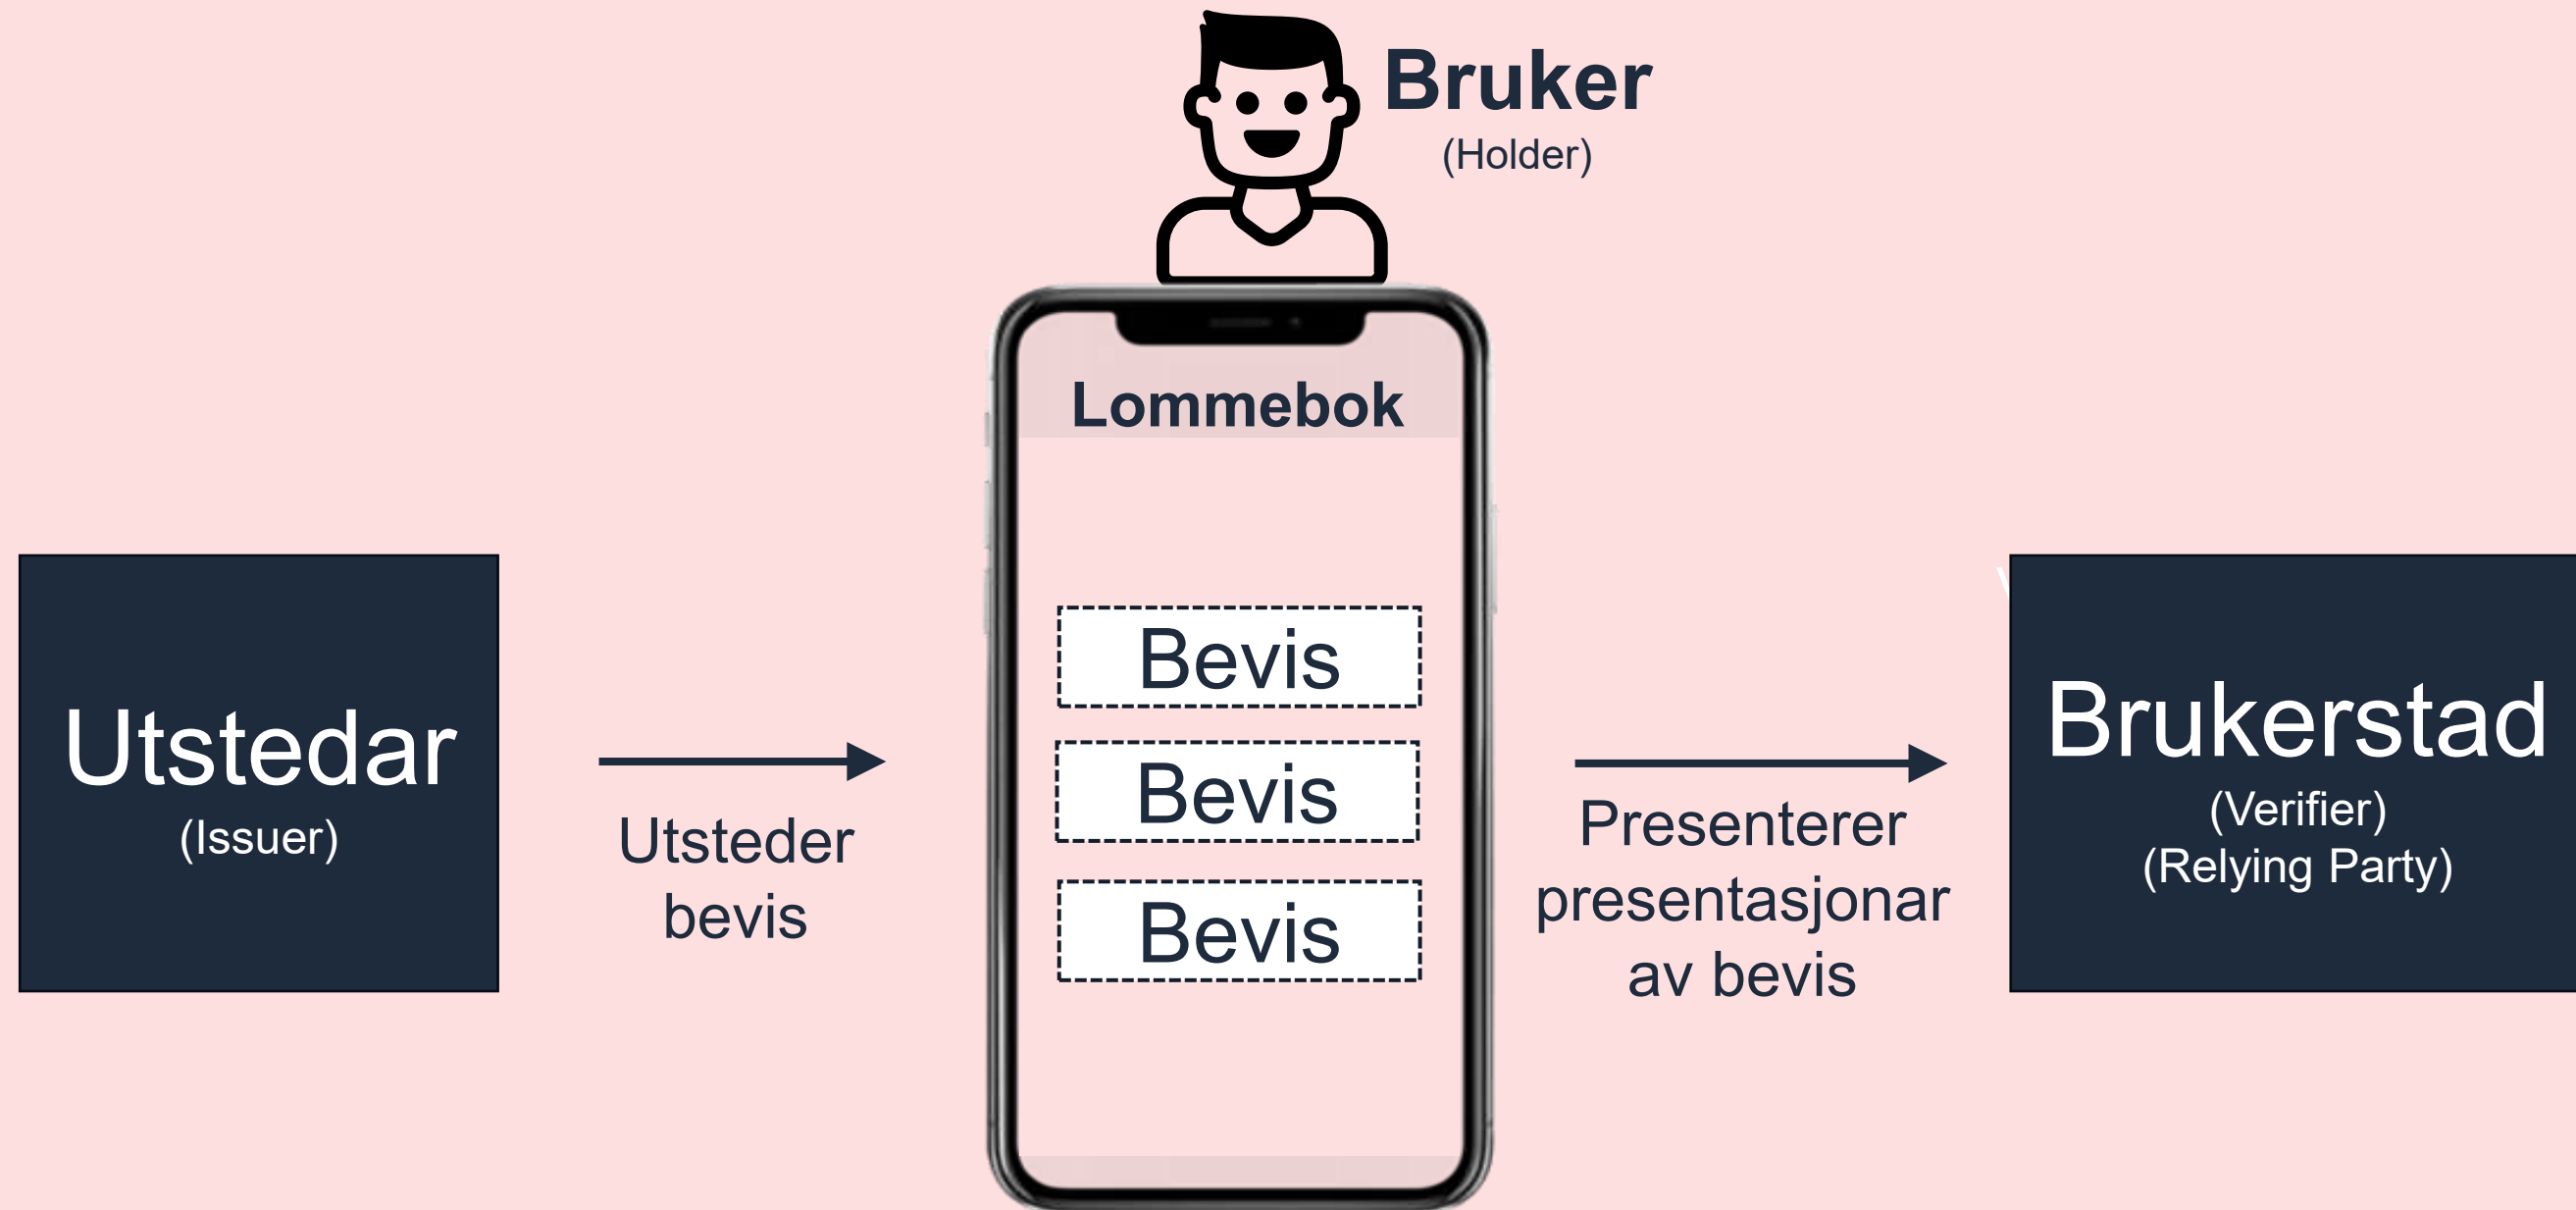 Bruker
(Holder)
Lommebok
Utstedar
(Issuer)
Utsteder
bevis
Bevis
Bevis
Bevis
Presenterer
presentasjonar
av bevis
Brukerstad
(Verifier)
(Relying Party)